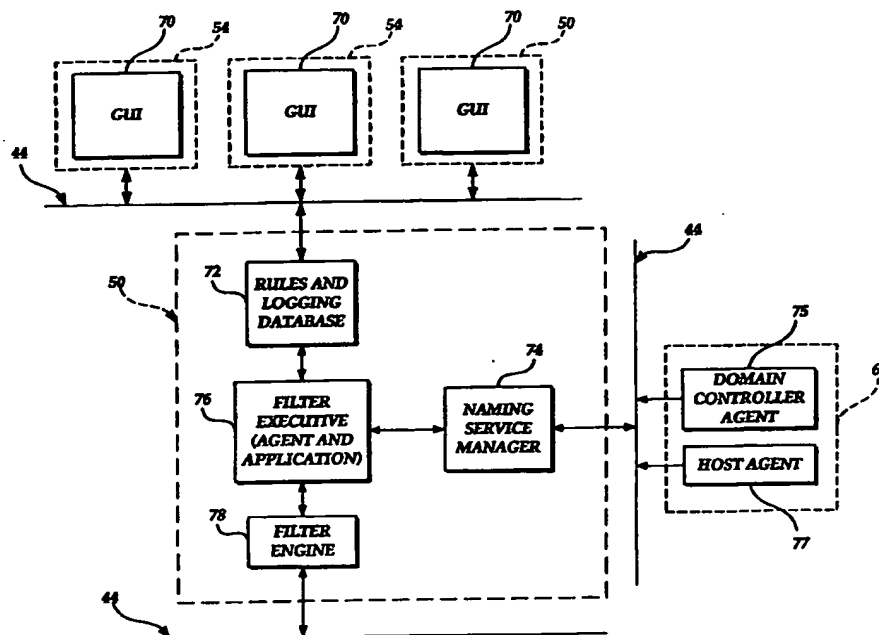 70 54 70 54 70 50
GUI GUI GUI
44
44
50
72
RULES AND
LOGGING
DATABASE
74
75
76
FILTER
EXECUTIVE
(AGENT AND
APPLICATION)
NAMING
SERVICE
MANAGER
DOMAIN
CONTROLLER
AGENT
HOST AGENT
77
78
FILTER
ENGINE
44